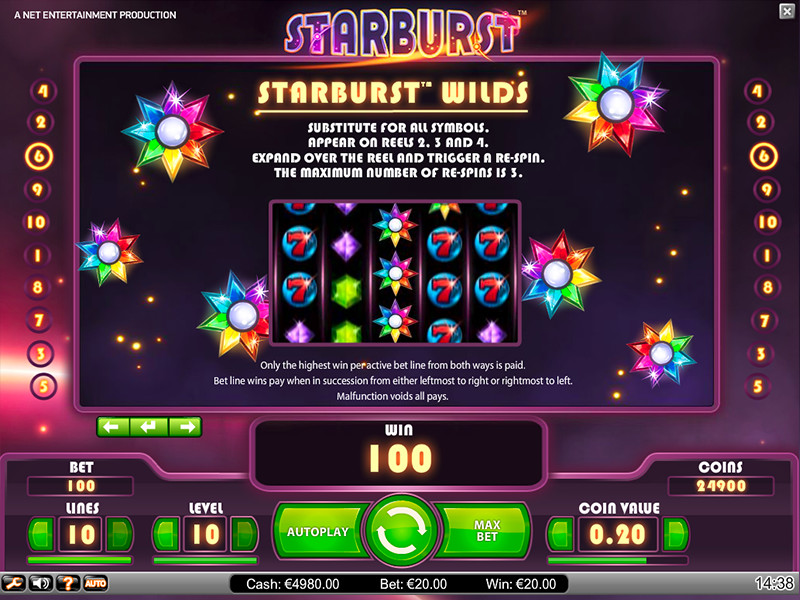 A NET ENTERTAINMENT PRODUCTION
STARBURST™
STARBURST™ WILDS
SUBSTITUTE FOR ALL SYMBOLS.
APPEAR ON REELS 2, 3 AND 4.
EXPAND OVER THE REEL AND TRIGGER A RE-SPIN.
THE MAXIMUM NUMBER OF RE-SPINS IS 3.
4 4
2 2
6 6
9 9
10 10
1 1
8 8
7 7
3 3
5 5
7 7 7
7 7 7
Only the highest win per active bet line from both ways is paid.
Bet line wins pay when in succession from either leftmost to right or rightmost to left.
Malfunction voids all pays.
WIN
100
BET
100
COINS
24900
LINES
10
LEVEL
10
AUTOPLAY
MAX
BET
COIN VALUE
0.20
? AUTO
Cash: €4980.00 Bet: €20.00 Win: €20.00
14:38